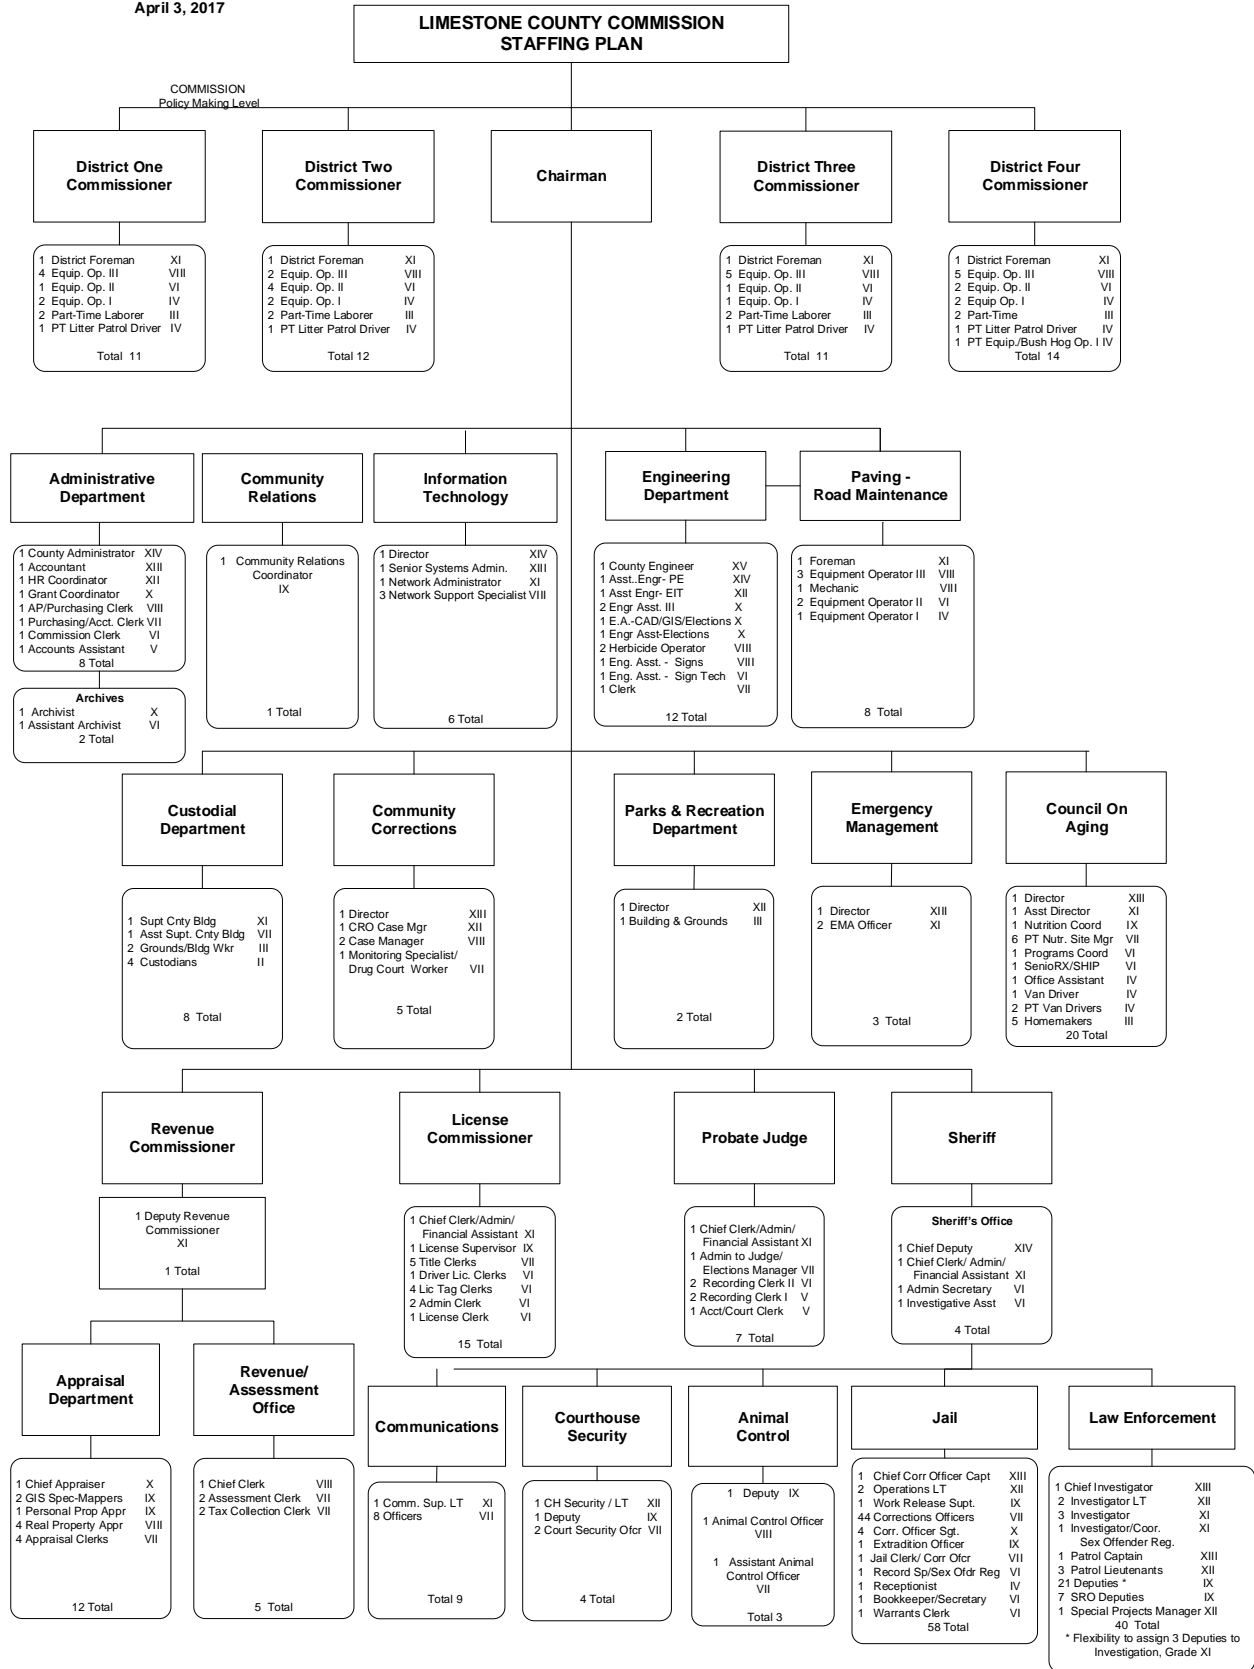 April 3, 2017
LIMESTONE COUNTY COMMISSION
STAFFING PLAN
COMMISSION
Policy Making Level
District One
Commissioner
District Two
Commissioner
Chairman
District Three
Commissioner
District Four
Commissioner
1 District Foreman XI
4 Equip. Op. III VIII
1 Equip. Op. II VI
2 Equip. Op. I IV
2 Part-Time Laborer III
1 PT Litter Patrol Driver IV
Total 11
1 District Foreman XI
2 Equip. Op. III VIII
4 Equip. Op. II VI
2 Equip. Op. I IV
2 Part-Time Laborer III
1 PT Litter Patrol Driver IV
Total 12
1 District Foreman XI
5 Equip. Op. III VIII
1 Equip. Op. II VI
1 Equip. Op. I IV
2 Part-Time Laborer III
1 PT Litter Patrol Driver IV
Total 11
1 District Foreman XI
5 Equip. Op. III VIII
2 Equip. Op. II VI
2 Equip Op. I IV
2 Part-Time III
1 PT Litter Patrol Driver IV
1 PT Equip./Bush Hog Op. I IV
Total 14
Administrative
Department
Community
Relations
Information
Technology
Engineering
Department
Paving -
Road Maintenance
1 County Administrator XIV
1 Accountant XIII
1 HR Coordinator XII
1 Grant Coordinator X
1 AP/Purchasing Clerk VIII
1 Purchasing/Acct. Clerk VII
1 Commission Clerk VI
1 Accounts Assistant V
8 Total
Archives
1 Archivist X
1 Assistant Archivist VI
2 Total
1 Community Relations
Coordinator
IX
1 Total
1 Director XIV
1 Senior Systems Admin. XIII
1 Network Administrator XI
3 Network Support Specialist VIII
6 Total
1 County Engineer XV
1 Asst..Engr- PE XIV
1 Asst Engr- EIT XII
2 Engr Asst. III X
1 E.A.-CAD/GIS/Elections X
1 Engr Asst-Elections X
2 Herbicide Operator VIII
1 Eng. Asst. - Signs VIII
1 Eng. Asst. - Sign Tech VI
1 Clerk VII
12 Total
1 Foreman XI
3 Equipment Operator III VIII
1 Mechanic VIII
2 Equipment Operator II VI
1 Equipment Operator I IV
8 Total
Custodial
Department
Community
Corrections
Parks & Recreation
Department
Emergency
Management
Council On
Aging
1 Supt Cnty Bldg XI
1 Asst Supt. Cnty Bldg VII
2 Grounds/Bldg Wkr III
4 Custodians II
8 Total
1 Director XIII
1 CRO Case Mgr XII
2 Case Manager VIII
1 Monitoring Specialist/
Drug Court Worker VII
5 Total
1 Director XII
1 Building & Grounds III
2 Total
1 Director XIII
2 EMA Officer XI
3 Total
1 Director XIII
1 Asst Director XI
1 Nutrition Coord IX
6 PT Nutr. Site Mgr VII
1 Programs Coord VI
1 SenioRX/SHIP VI
1 Office Assistant IV
1 Van Driver IV
2 PT Van Drivers IV
5 Homemakers III
20 Total
Revenue
Commissioner
License
Commissioner
Probate Judge
Sheriff
1 Deputy Revenue
Commissioner
XI
1 Total
1 Chief Clerk/Admin/
Financial Assistant XI
1 License Supervisor IX
5 Title Clerks VII
1 Driver Lic. Clerks VI
4 Lic Tag Clerks VI
2 Admin Clerk VI
1 License Clerk VI
15 Total
1 Chief Clerk/Admin/
Financial Assistant XI
1 Admin to Judge/
Elections Manager VII
2 Recording Clerk II VI
2 Recording Clerk I V
1 Acct/Court Clerk V
7 Total
Sheriff's Office
1 Chief Deputy XIV
1 Chief Clerk/ Admin/
Financial Assistant XI
1 Admin Secretary VI
1 Investigative Asst VI
4 Total
Appraisal
Department
Revenue/
Assessment
Office
Communications
Courthouse
Security
Animal
Control
Jail
Law Enforcement
1 Chief Appraiser X
2 GIS Spec-Mappers IX
1 Personal Prop Appr IX
4 Real Property Appr VIII
4 Appraisal Clerks VII
12 Total
1 Chief Clerk VIII
2 Assessment Clerk VII
2 Tax Collection Clerk VII
5 Total
1 Comm. Sup. LT XI
8 Officers VII
Total 9
1 CH Security / LT XII
1 Deputy IX
2 Court Security Ofcr VII
4 Total
1 Deputy IX
1 Animal Control Officer
VIII
1 Assistant Animal
Control Officer
VII
Total 3
1 Chief Corr Officer Capt XIII
2 Operations LT XII
1 Work Release Supt. IX
44 Corrections Officers VII
4 Corr. Officer Sgt. X
1 Extradition Officer IX
1 Jail Clerk/ Corr Ofcr VII
1 Record Sp/Sex Ofdr Reg VI
1 Receptionist IV
1 Bookkeeper/Secretary VI
1 Warrants Clerk VI
58 Total
1 Chief Investigator XIII
2 Investigator LT XII
3 Investigator XI
1 Investigator/Coor. XI
Sex Offender Reg.
1 Patrol Captain XIII
3 Patrol Lieutenants XII
21 Deputies * IX
7 SRO Deputies IX
1 Special Projects Manager XII
40 Total
* Flexibility to assign 3 Deputies to
Investigation, Grade XI